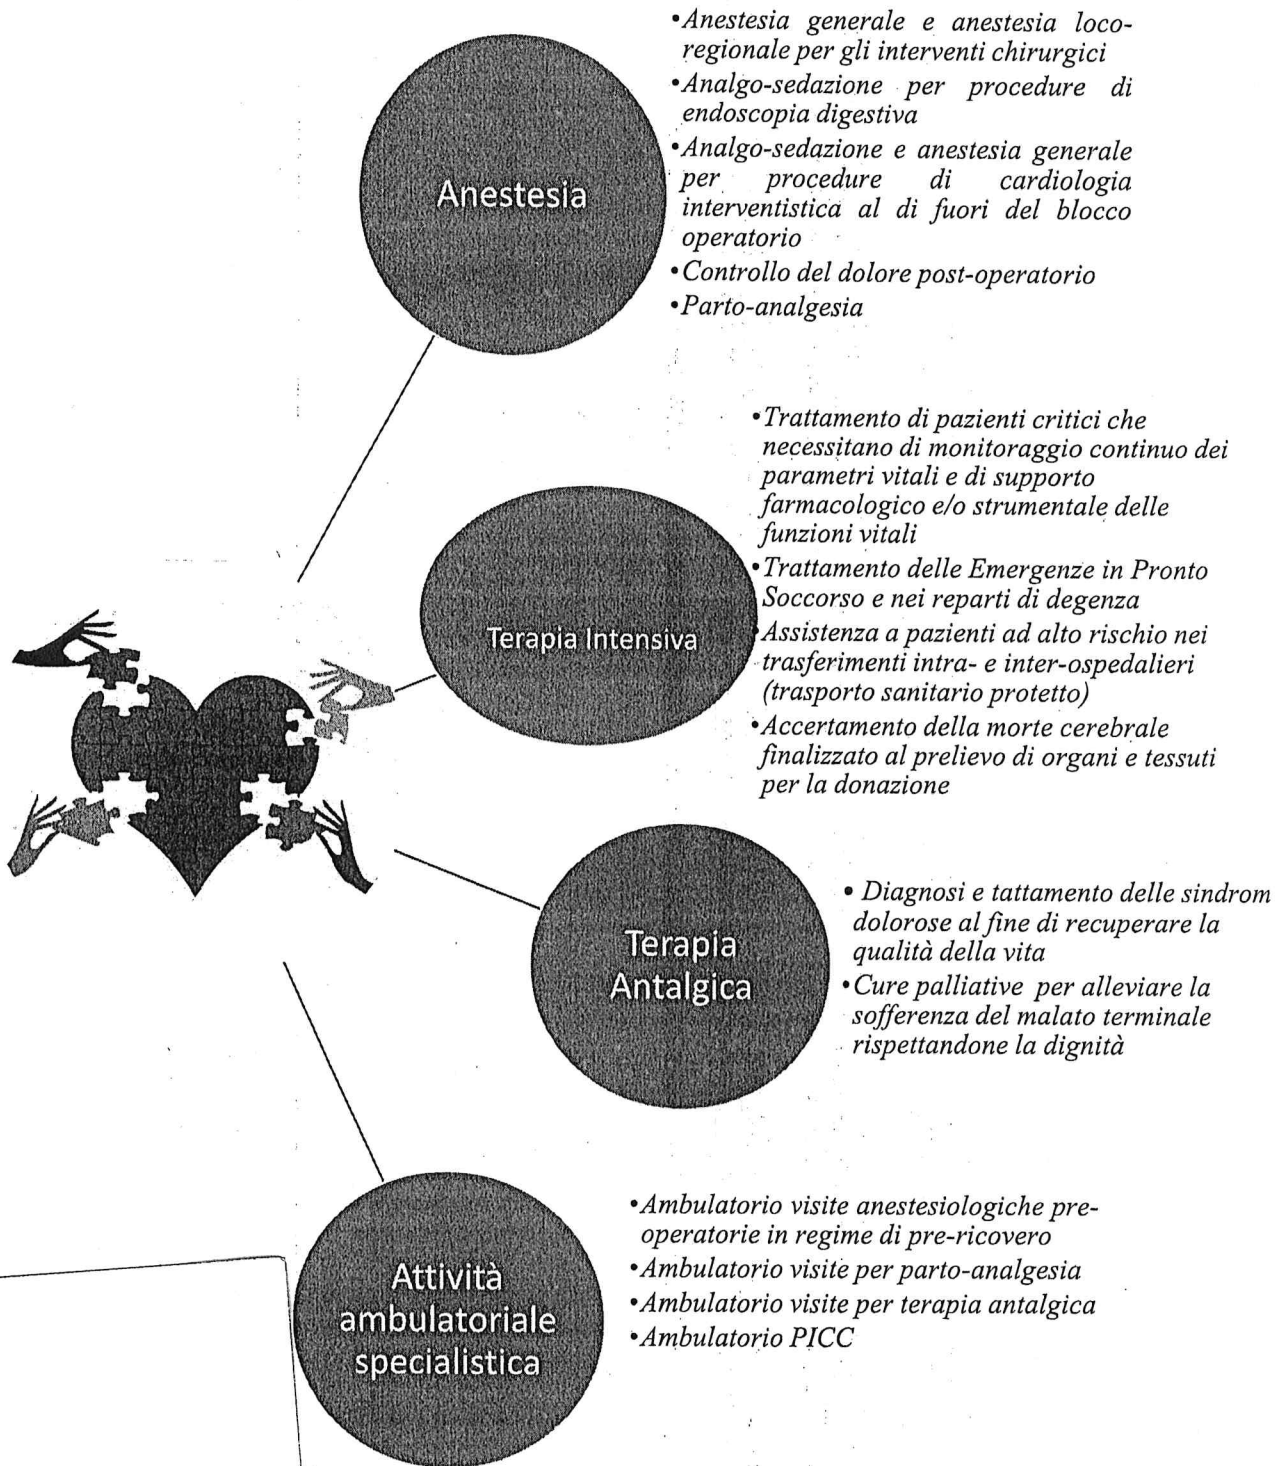 •Anestesia generale e anestesia loco-
regionale per gli interventi chirurgici
•Analgo-sedazione per procedure di
endoscopia digestiva
•Analgo-sedazione e anestesia generale
per procedure di cardiologia
interventistica al di fuori del blocco
operatorio
•Controllo del dolore post-operatorio
•Parto-analgesia
Anestesia
•Trattamento di pazienti critici che
necessitano di monitoraggio continuo dei
parametri vitali e di supporto
farmacologico e/o strumentale delle
funzioni vitali
•Trattamento delle Emergenze in Pronto
Soccorso e nei reparti di degenza
•Assistenza a pazienti ad alto rischio nei
trasferimenti intra- e inter-ospedalieri
(trasporto sanitario protetto)
•Accertamento della morte cerebrale
finalizzato al prelievo di organi e tessuti
per la donazione
Terapia Intensiva
• Diagnosi e tattamento delle sindrom
dolorose al fine di recuperare la
qualità della vita
•Cure palliative per alleviare la
sofferenza del malato terminale
rispettandone la dignità
Terapia
Antalgica
•Ambulatorio visite anestesiologiche pre-
operatorie in regime di pre-ricovero
•Ambulatorio visite per parto-analgesia
•Ambulatorio visite per terapia antalgica
•Ambulatorio PICC
Attività
ambulatoriale
specialistica